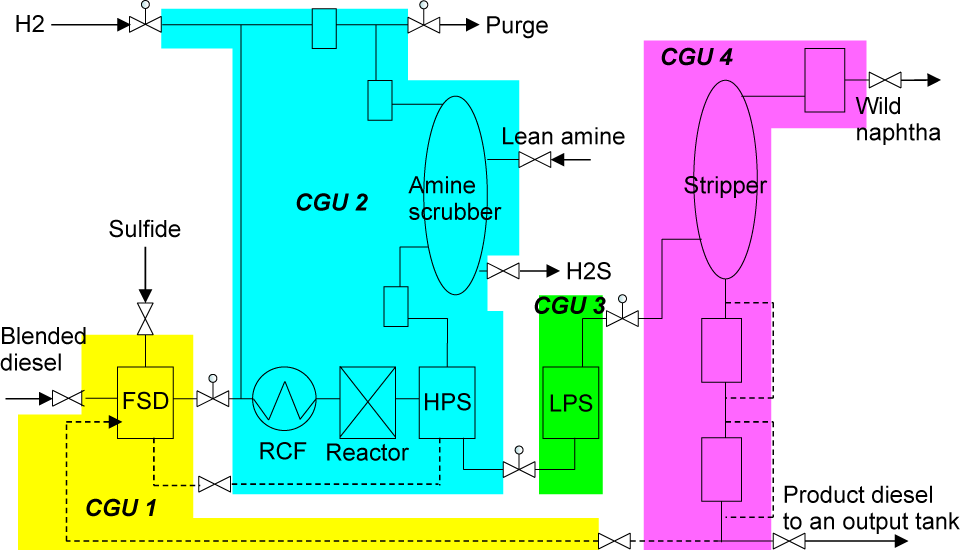 H2
Purge
CGU 4
Wild
naphtha
Lean amine
Amine
scrubber
Stripper
CGU 2
Sulfide
H2S
CGU 3
Blended
diesel
FSD
HPS
LPS
RCF
Reactor
CGU 1
Product diesel
to an output tank